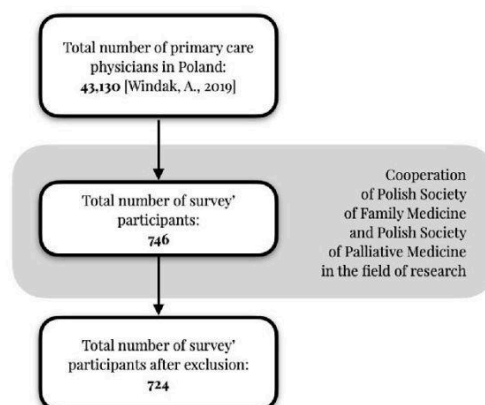 Total number of primary care
physicians in Poland:
43,130 [Windak, A., 2019]
Cooperation
of Polish Society
of Family Medicine
and Polish Society
of Palliative Medicine
in the field of research
Total number of survey'
participants:
746
Total number of survey'
participants after exclusion:
724